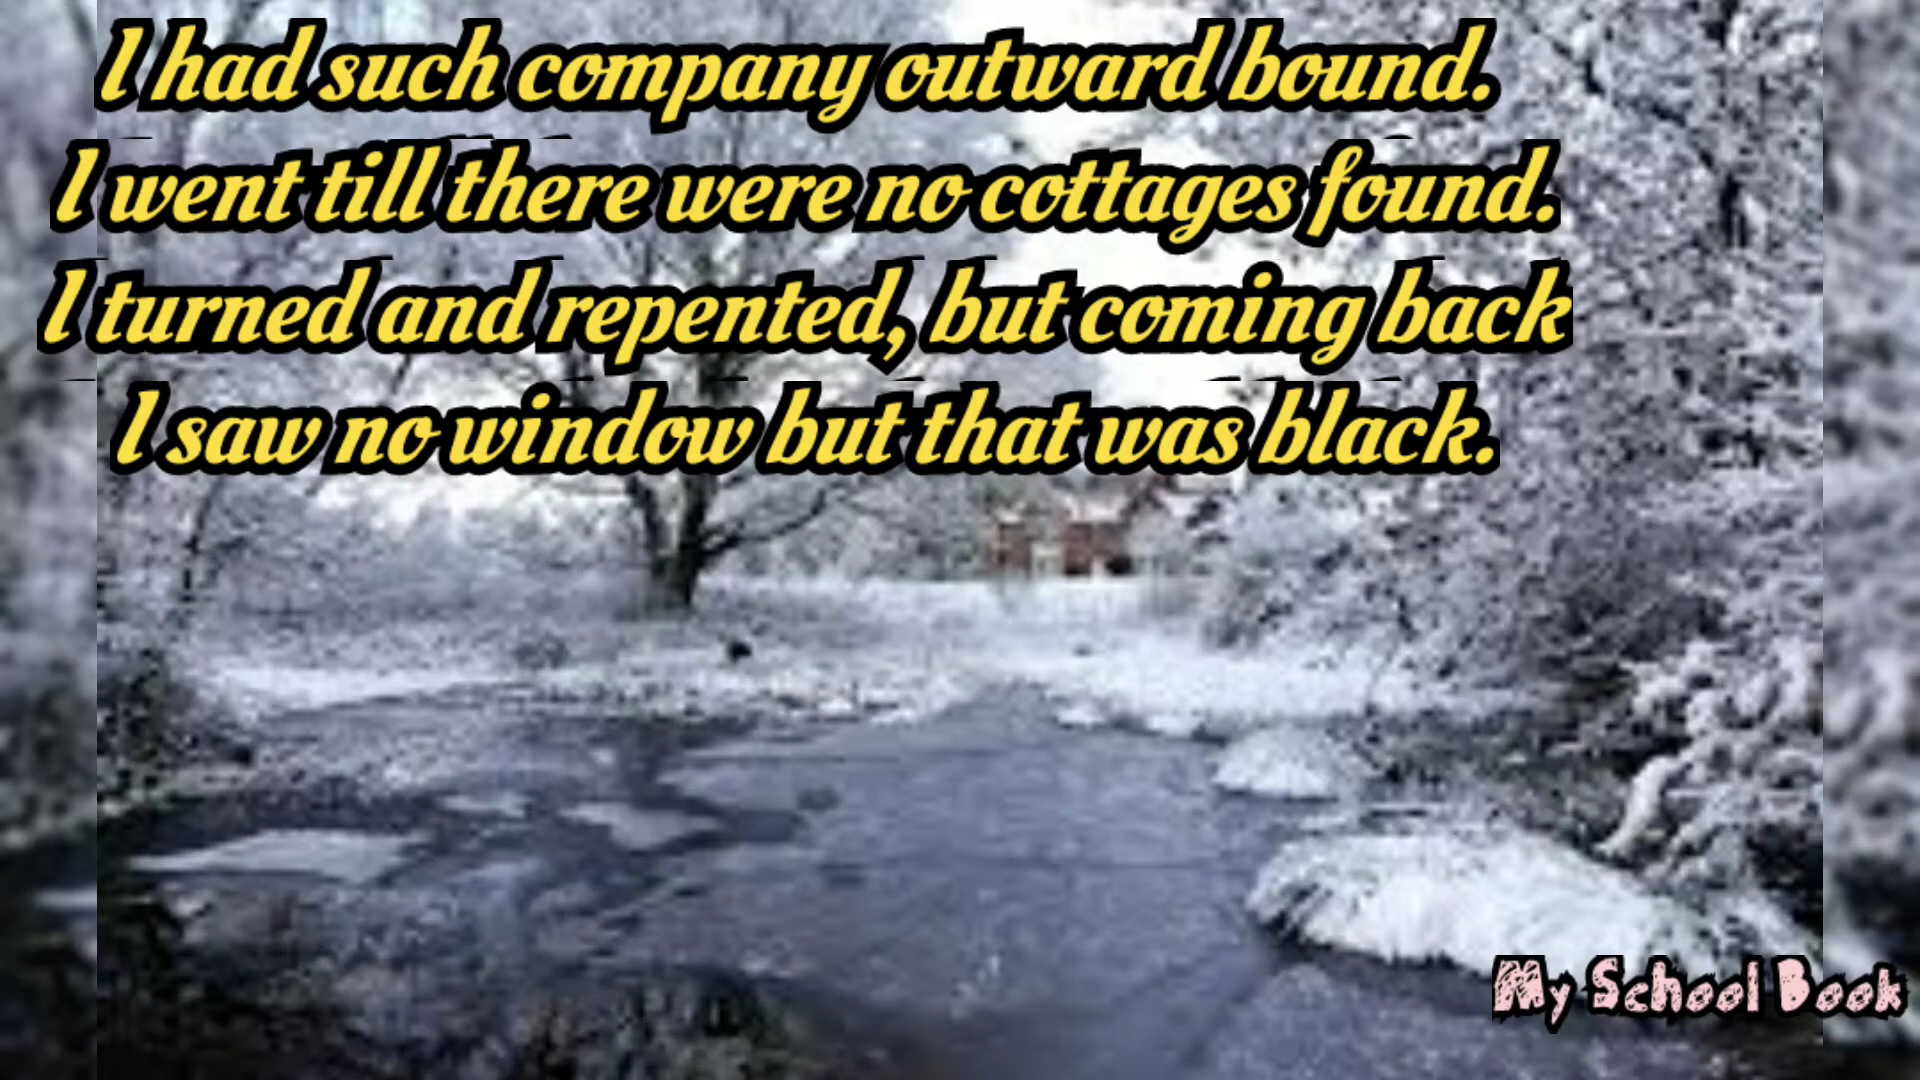 I had such company outward bound.
I went till there were no cottages found.
I turned and repented, but coming back
I saw no window but that was black.
My School Book